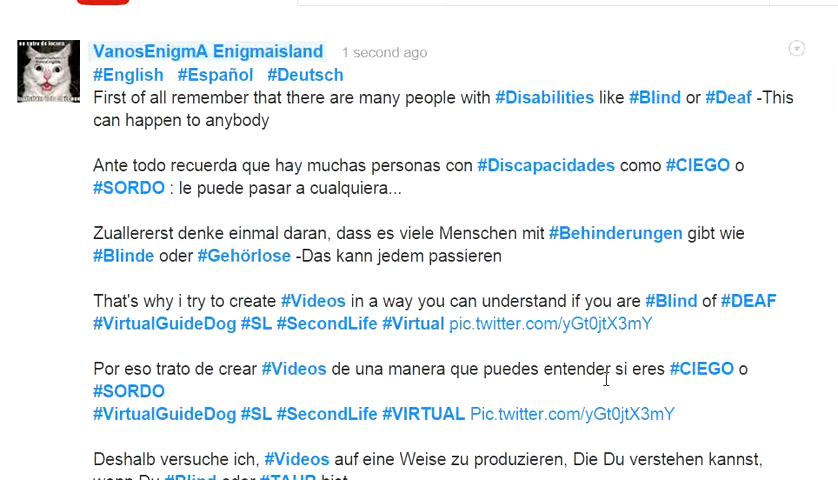 VanosEnigmA Enigmaisland 1 second ago
#English #Español #Deutsch
First of all remember that there are many people with #Disabilities like #Blind or #Deaf -This
can happen to anybody
Ante todo recuerda que hay muchas personas con #Discapacidades como #CIEGO o
#SORDO : le puede pasar a cualquiera...
Zuallererst denke einmal daran, dass es viele Menschen mit #Behinderungen gibt wie
#Blinde oder #Gehörlose -Das kann jedem passieren
That's why i try to create #Videos in a way you can understand if you are #Blind of #DEAF
#VirtualGuideDog #SL #SecondLife #Virtual pic.twitter.com/yGt0jtX3mY
Por eso trato de crear #Videos de una manera que puedes entender si eres #CIEGO o
#SORDO
#VirtualGuideDog #SL #SecondLife #VIRTUAL Pic.twitter.com/yGt0jtX3mY
Deshalb versuche ich, #Videos auf eine Weise zu produzieren, Die Du verstehen kannst,
wenn Du #Blind oder #TAUB bist